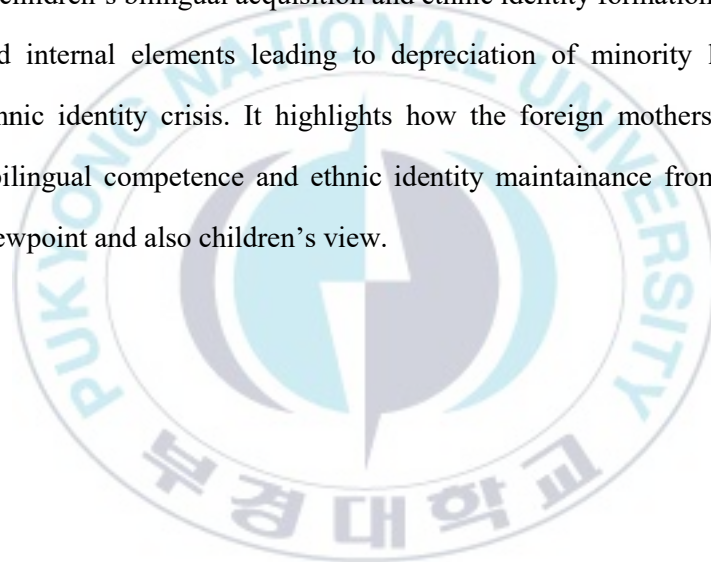 children's bilingual acquisition and ethnic identity formation
d internal elements leading to depreciation of minority
nic identity crisis. It highlights how the foreign mothers
bilingual competence and ethnic identity maintainance from
ewpoint and also children's view.
PUKYONG NATIONAL UNIVERSITY
부경대학교